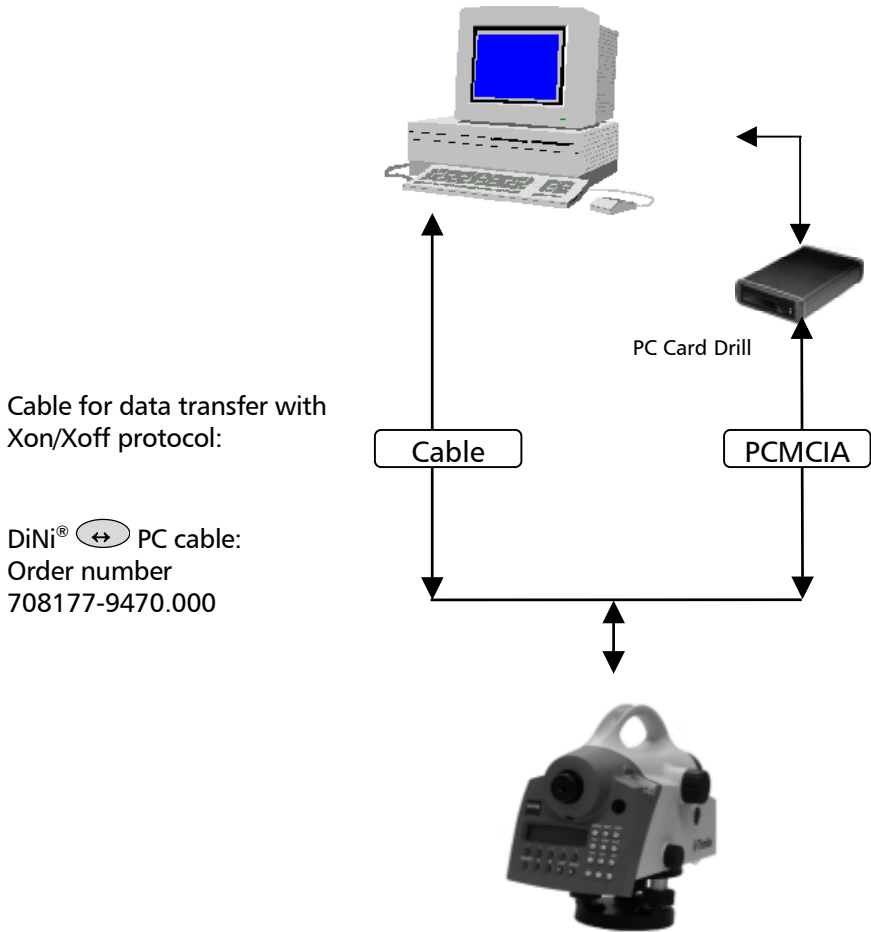 PC Card Drill
Cable for data transfer with
Xon/Xoff protocol:
Cable
PCMCIA
DiNi® ↔ PC cable:
Order number
708177-9470.000